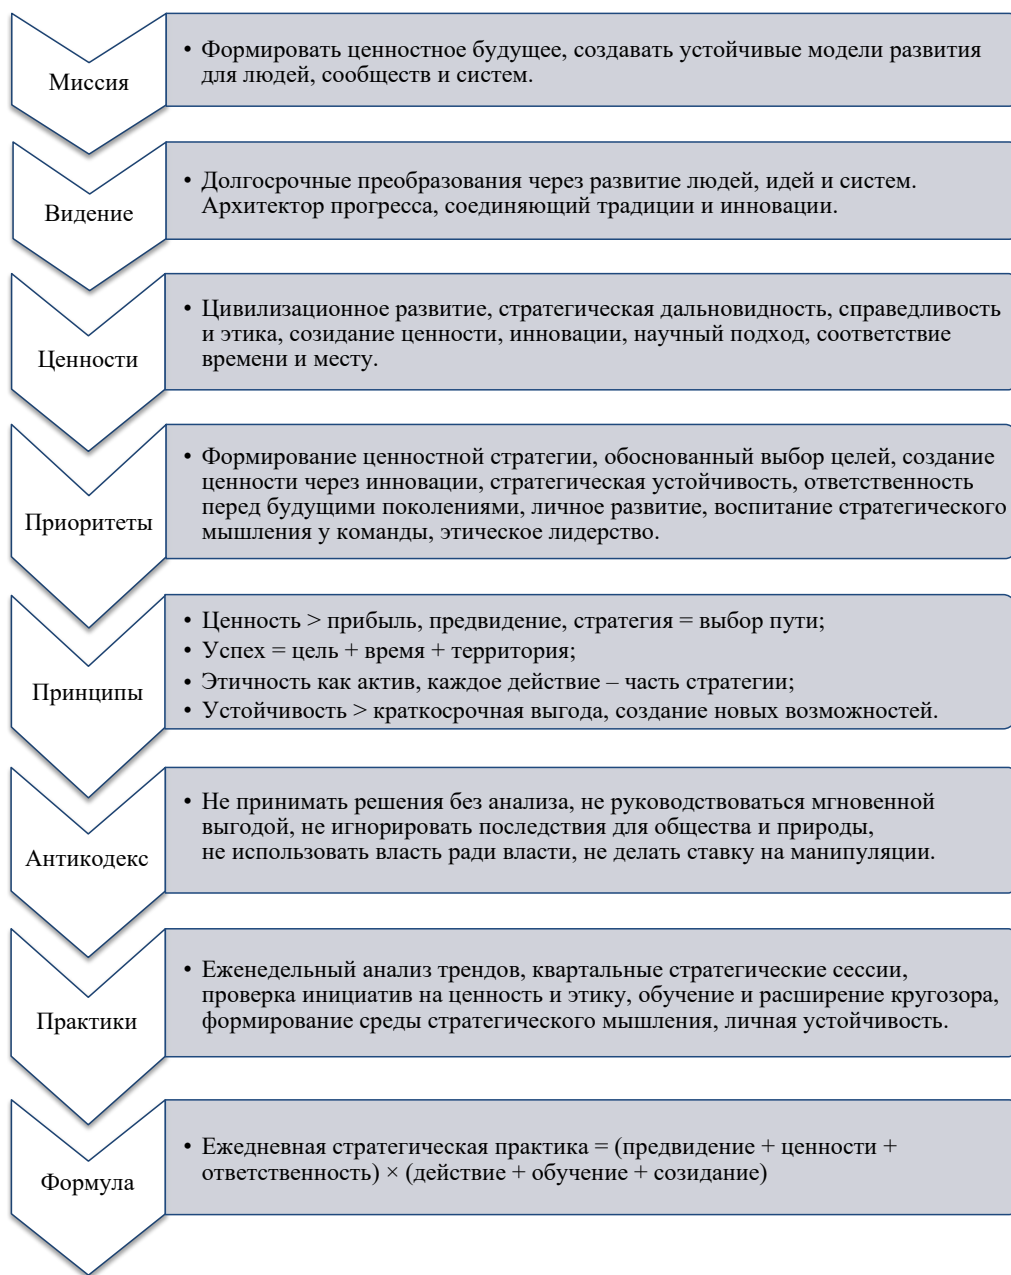 Миссия
• Формировать ценностное будущее, создавать устойчивые модели развития
для людей, сообществ и систем.
Видение
• Долгосрочные преобразования через развитие людей, идей и систем.
Архитектор прогресса, соединяющий традиции и инновации.
Ценности
• Цивилизационное развитие, стратегическая дальновидность, справедливость
и этика, созидание ценности, инновации, научный подход, соответствие
времени и месту.
Приоритеты
• Формирование ценностной стратегии, обоснованный выбор целей, создание
ценности через инновации, стратегическая устойчивость, ответственность
перед будущими поколениями, личное развитие, воспитание стратегического
мышления у команды, этическое лидерство.
Принципы
• Ценность > прибыль, предвидение, стратегия = выбор пути;
• Успех = цель + время + территория;
• Этичность как актив, каждое действие – часть стратегии;
• Устойчивость > краткосрочная выгода, создание новых возможностей.
Антикодекс
• Не принимать решения без анализа, не руководствоваться мгновенной
выгодой, не игнорировать последствия для общества и природы,
не использовать власть ради власти, не делать ставку на манипуляции.
Практики
• Еженедельный анализ трендов, квартальные стратегические сессии,
проверка инициатив на ценность и этику, обучение и расширение кругозора,
формирование среды стратегического мышления, личная устойчивость.
Формула
• Ежедневная стратегическая практика = (предвидение + ценности +
ответственность) × (действие + обучение + созидание)